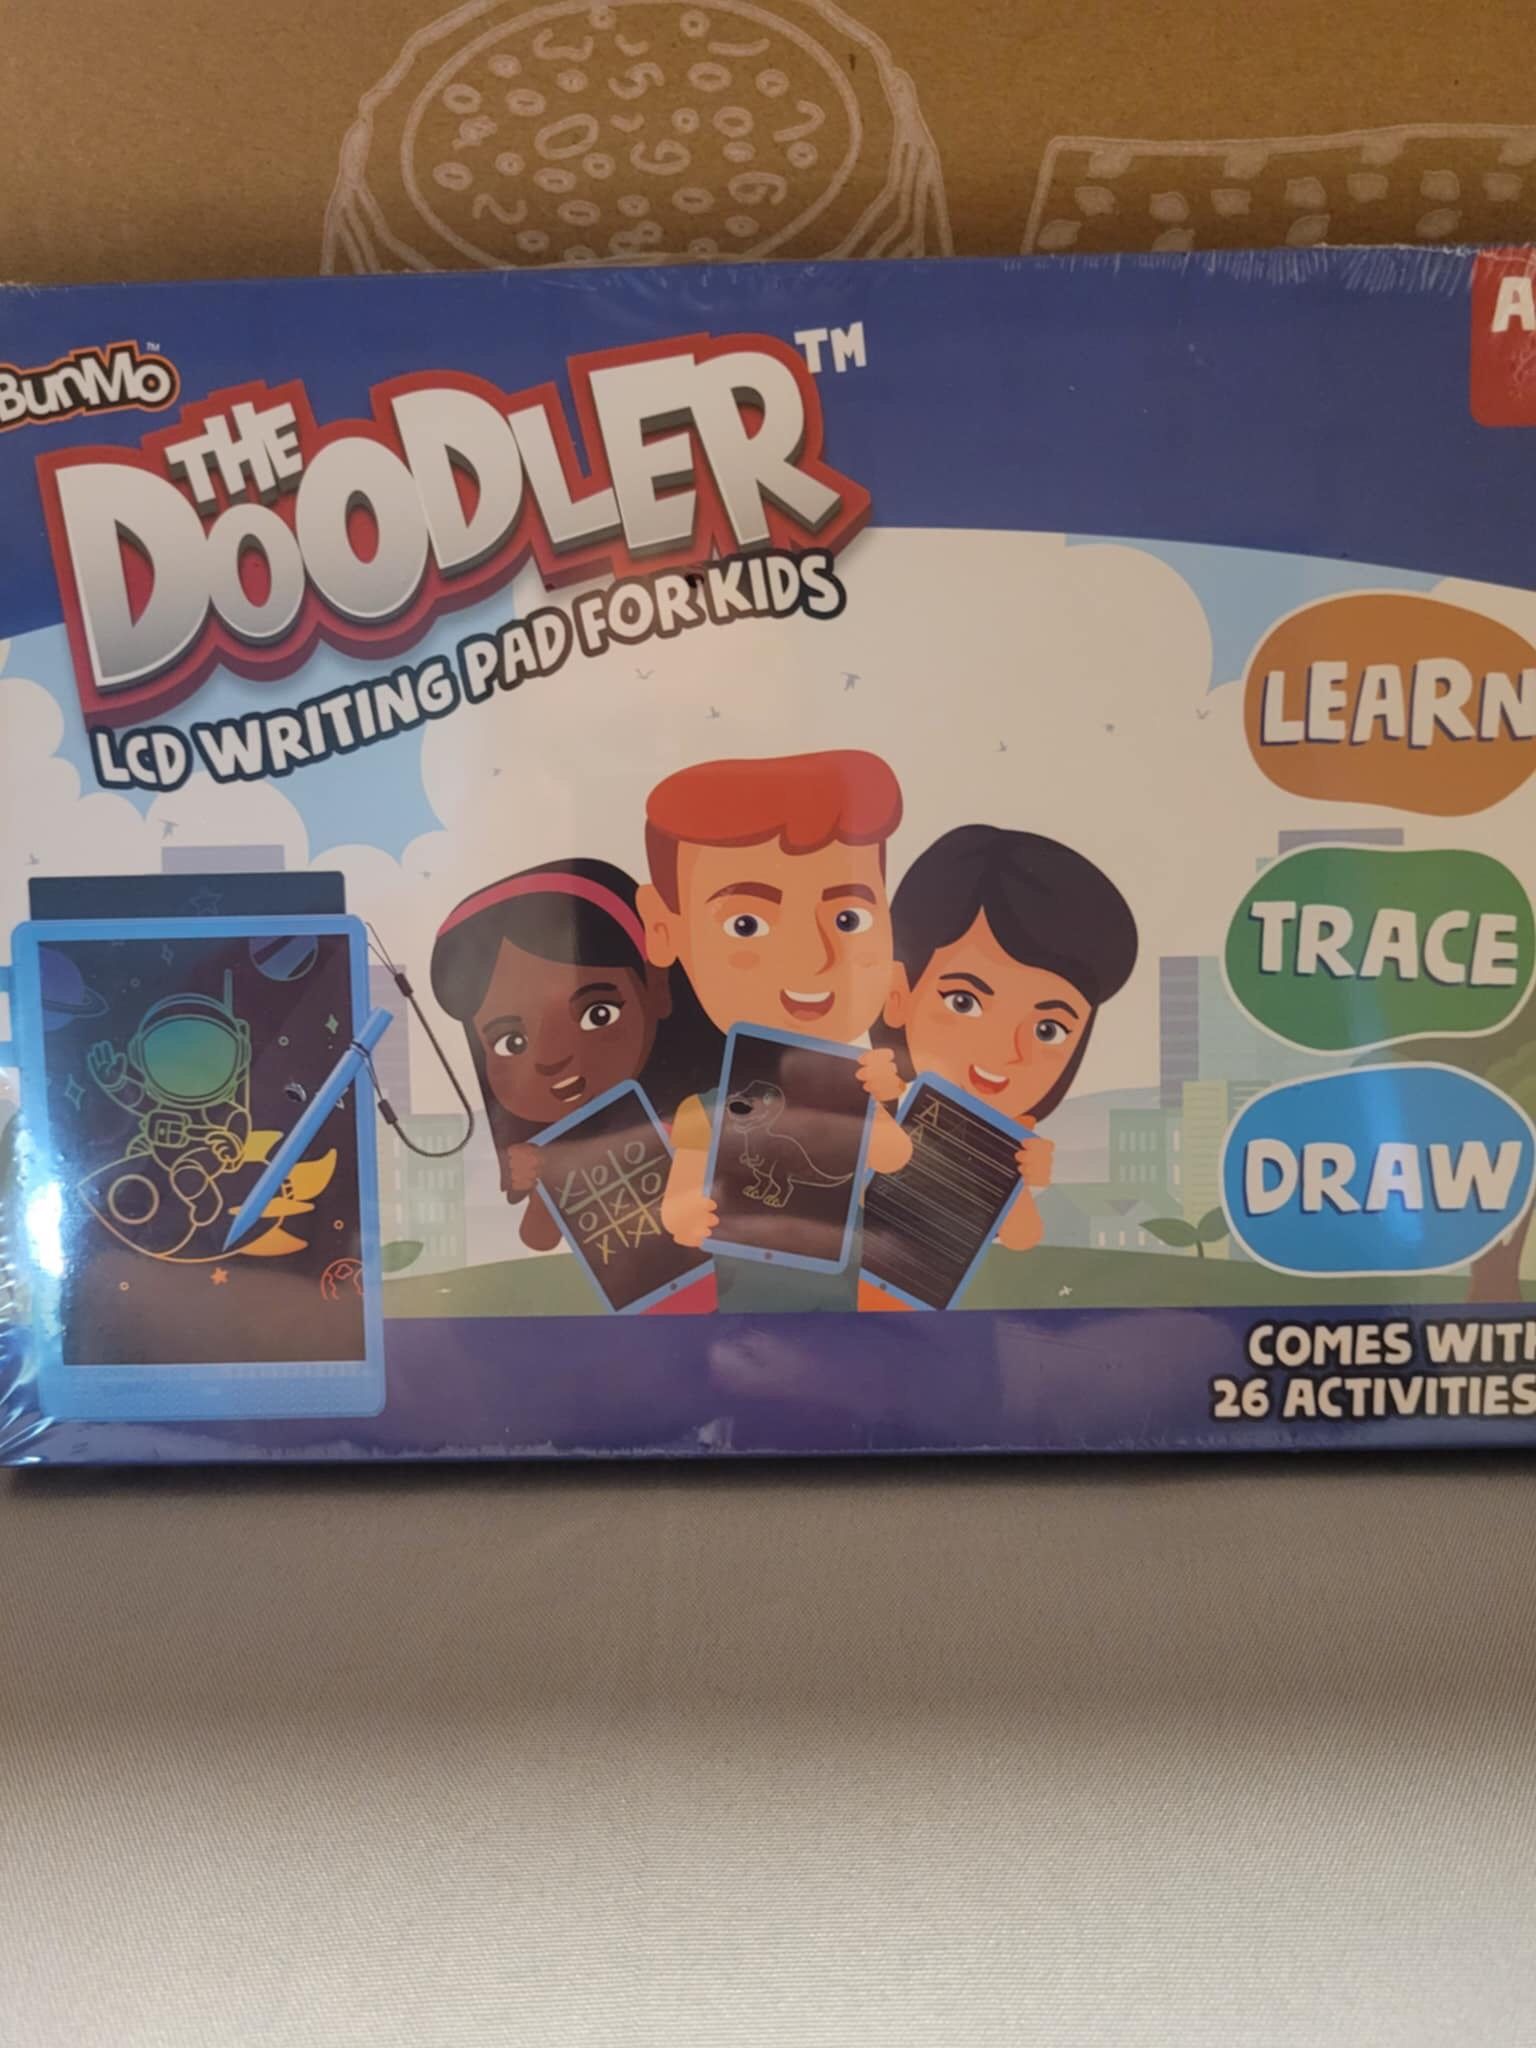 BunMo™
THE
DOODLER™
LCD WRITING PAD FOR KIDS
LEARN
TRACE
DRAW
COMES WITH
26 ACTIVITIES